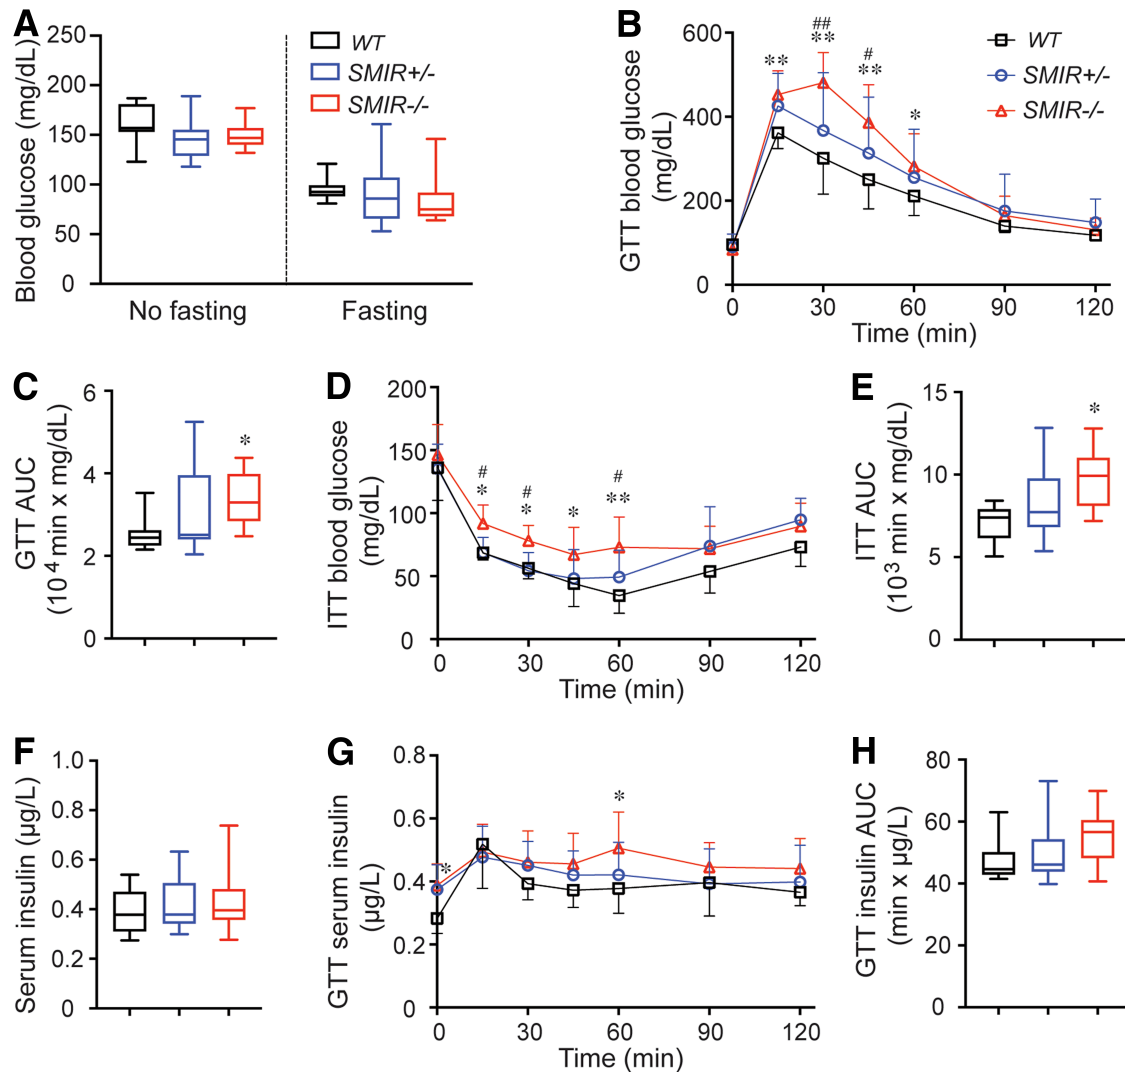 A
Blood glucose (mg/dL)
250
200
150
100
50
0
No fasting
Fasting
WT
SMIR+/-
SMIR-/-
B
GTT blood glucose
(mg/dL)
600
400
200
0
**
##
**
#
**
*
WT
SMIR+/-
SMIR-/-
0
30
60
90
120
Time (min)
C
GTT AUC
(10⁴ min x mg/dL)
6
4
2
0
*
D
ITT blood glucose
(mg/dL)
200
150
100
50
0
#
*
#
*
*
#
**
0
30
60
90
120
Time (min)
E
ITT AUC
(10³ min x mg/dL)
15
10
5
0
*
F
Serum insulin (µg/L)
1.0
0.8
0.6
0.4
0.2
0
G
GTT serum insulin
(µg/L)
0.8
0.6
0.4
0.2
0
*
*
0
30
60
90
120
Time (min)
H
GTT insulin AUC
(min x µg/L)
80
60
40
20
0